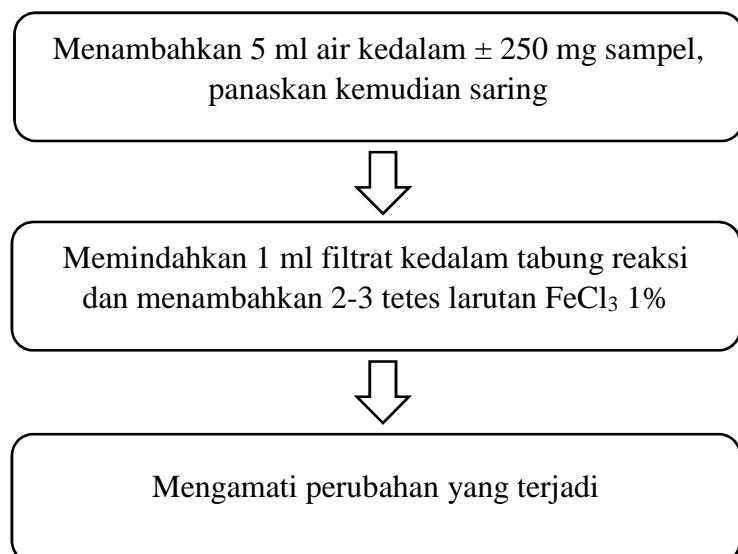 Menambahkan 5 ml air kedalam ± 250 mg sampel,
panaskan kemudian saring
Memindahkan 1 ml filtrat kedalam tabung reaksi
dan menambahkan 2-3 tetes larutan FeCl₃ 1%
Mengamati perubahan yang terjadi